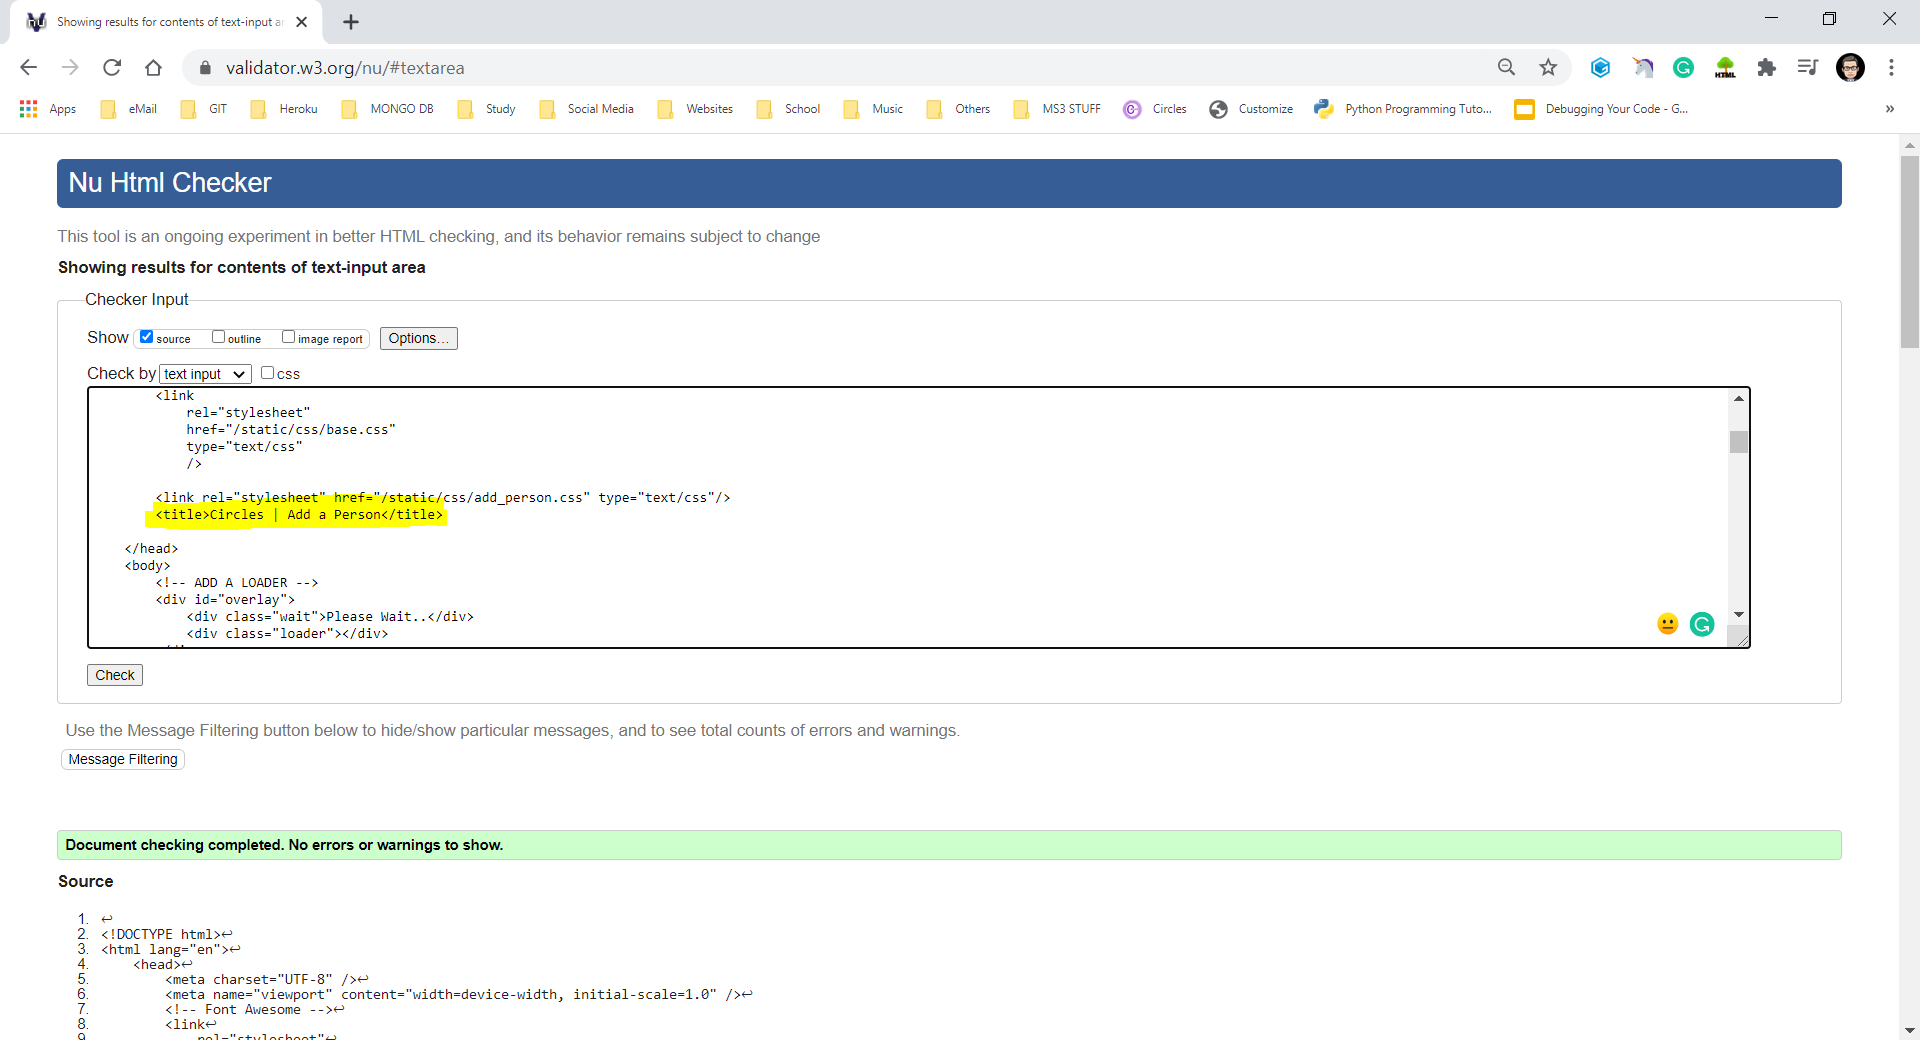 Showing results for contents of text-input ar
validator.w3.org/nu/#textarea
Apps eMail GIT Heroku MONGO DB Study Social Media Websites School Music Others MS3 STUFF Circles Customize Python Programming Tuto... Debugging Your Code - G... »
Nu Html Checker
This tool is an ongoing experiment in better HTML checking, and its behavior remains subject to change
Showing results for contents of text-input area
Checker Input
Show source outline image report Options...
Check by text input css
<link
rel="stylesheet"
href="/static/css/base.css"
type="text/css"
/>
<link rel="stylesheet" href="/static/css/add_person.css" type="text/css"/>
<title>Circles | Add a Person</title>
</head>
<body>
<!-- ADD A LOADER -->
<div id="overlay">
<div class="wait">Please Wait..</div>
<div class="loader"></div>
Check
Use the Message Filtering button below to hide/show particular messages, and to see total counts of errors and warnings.
Message Filtering
Document checking completed. No errors or warnings to show.
Source
1. ↩
2. <!DOCTYPE html>↩
3. <html lang="en">↩
4. <head>↩
5. <meta charset="UTF-8" />↩
6. <meta name="viewport" content="width=device-width, initial-scale=1.0" />↩
7. <!-- Font Awesome -->↩
8. <link↩
9. rel="stylesheet"↩